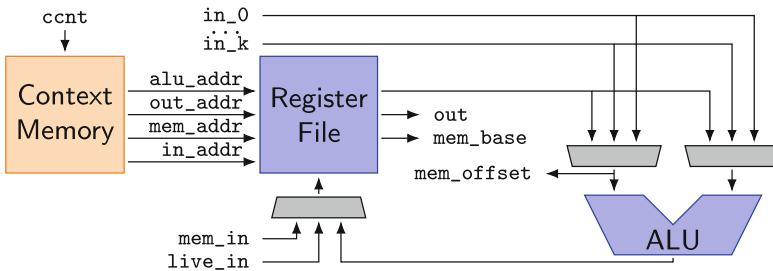 ccnt
in_0
...
in_k
Context
Memory
alu_addr
out_addr
mem_addr
in_addr
Register
File
out
mem_base
mem_offset
mem_in
live_in
ALU